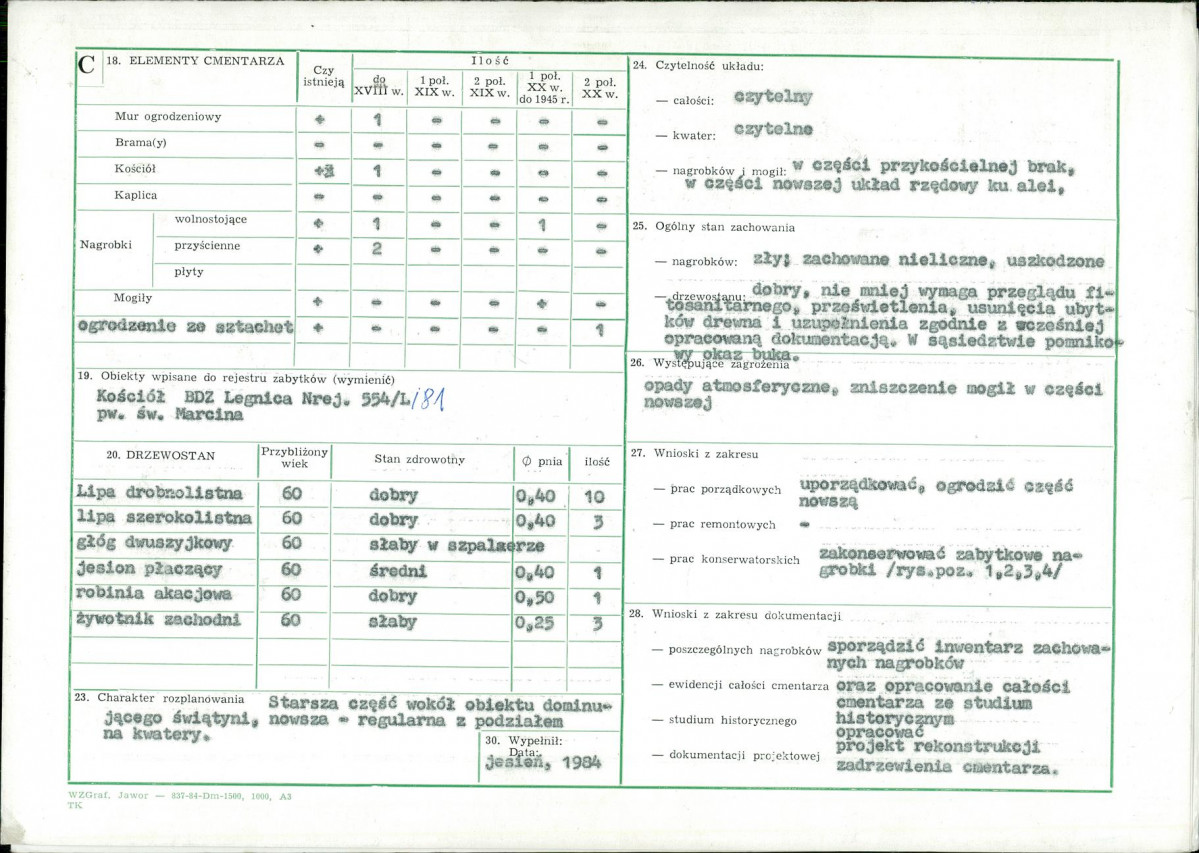 C 18. ELEMENTY CMENTARZA
Czy istnieją
Ilość
do XVIII w.
1 poł. XIX w.
2 poł. XIX w.
1 poł. XX w. do 1945 r.
2 poł. XX w.
Mur ogrodzeniowy + 1 - - - -
Brama(y) - - - - - -
Kościół + 1 - - - -
Kaplica - - - - - -
Nagrobki
wolnostojące + 1 - - 1 -
przyścienne + 2 - - - -
płyty
Mogiły + - - - + -
ogrodzenie ze sztachet + - - - - 1
19. Obiekty wpisane do rejestru zabytków (wymienić)
Kościół BDZ Legnica Nrej. 554/L/81
pw. św. Marcina
20. DRZEWOSTAN Przybliżony wiek Stan zdrowotny Ø pnia ilość
Lipa drobnolistna 60 dobry 0,40 10
lipa szerokolistna 60 dobry 0,40 3
głóg dwuszyjkowy 60 słaby w szpalaerze
jesion płaczący 60 średni 0,40 1
robinia akacjowa 60 dobry 0,50 1
żywotnik zachodni 60 słaby 0,25 3
23. Charakter rozplanowania Starsza część wokół obiektu dominu-
jącego świątyni, nowsza - regularna z podziałem
na kwatery.
30. Wypełnił:
Data:
jesień, 1984
WZGraf. Jawor — 837-84-Dm-1500, 1000, A3
TK
24. Czytelność układu:
— całości: czytelny
— kwater: czytelne
— nagrobków i mogił: w części przykościelnej brak,
w części nowszej układ rzędowy ku alei,
25. Ogólny stan zachowania
— nagrobków: zły; zachowane nieliczne, uszkodzone
— drzewostanu: dobry, nie mniej wymaga przeglądu fi-
tosanitarnego, prześwietlenia, usunięcia ubyt-
ków drewna i uzupełnienia zgodnie z wcześniej
opracowaną dokumentacją. W sąsiedztwie pomniko-
wy okaz buka.
26. Występujące zagrożenia
opady atmosferyczne, zniszczenie mogił w części
nowszej
27. Wnioski z zakresu
— prac porządkowych uporządkować, ogrodzić część
nowszą
— prac remontowych -
— prac konserwatorskich zakonserwować zabytkowe na-
grobki /rys.poz. 1,2,3,4/
28. Wnioski z zakresu dokumentacji
— poszczególnych nagrobków sporządzić inwentarz zachowa-
nych nagrobków
— ewidencji całości cmentarza oraz opracowanie całości
cmentarza ze studium
— studium historycznego historycznym
opracować
— dokumentacji projektowej projekt rekonstrukcji
zadrzewienia cmentarza.